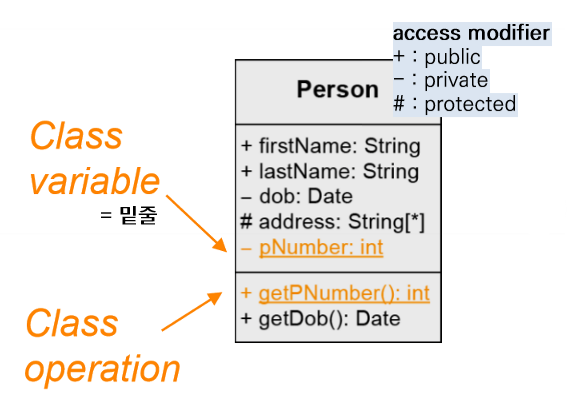 access modifier
+ : public
− : private
# : protected
Person
+ firstName: String
+ lastName: String
− dob: Date
# address: String[*]
− pNumber: int
+ getPNumber(): int
+ getDob(): Date
Class
variable
= 밑줄
Class
operation